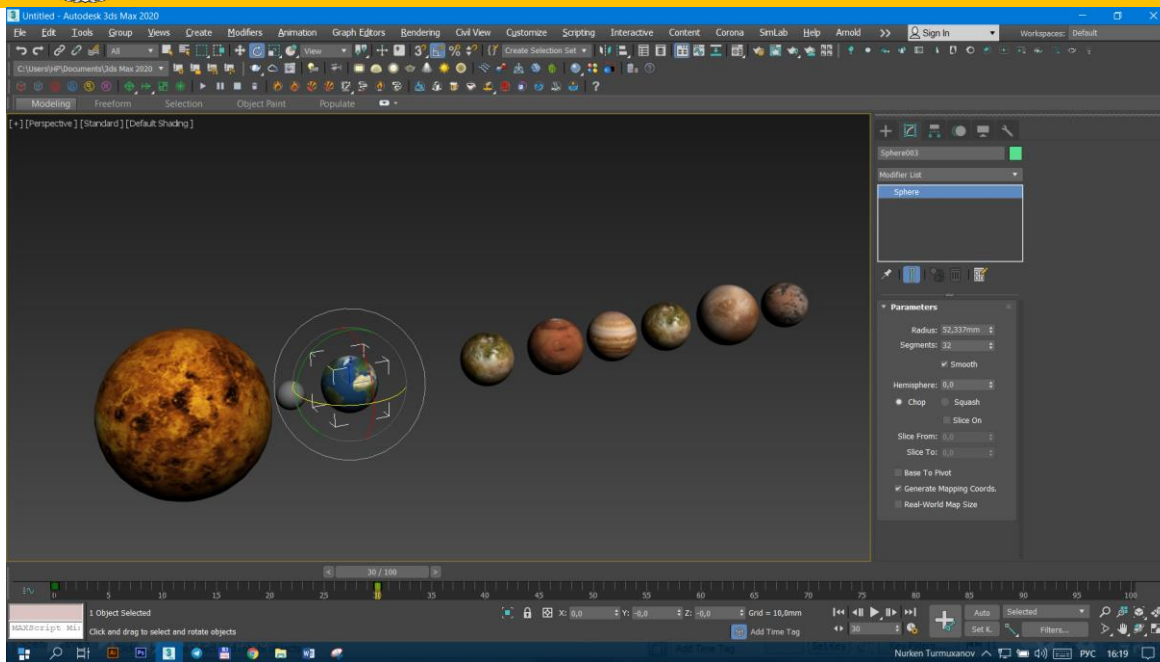 Untitled - Autodesk 3ds Max 2020
File Edit Tools Group Views Create Modifiers Animation Graph Editors Rendering Civil View Customize Scripting Interactive Content Corona SimLab Help Arnold >> Sign In Workspaces: Default
All View Create Selection Set
C:\Users\HP\Documents\3ds Max 2020
Modeling Freeform Selection Object Paint Populate
[+] [Perspective] [Standard] [Default Shading]
Sphere003
Modifier List
Sphere
Parameters
Radius: 52,337mm
Segments: 32
Smooth
Hemisphere: 0,0
Chop Squash
Slice On
Slice From: 0,0
Slice To: 0,0
Base To Pivot
Generate Mapping Coords.
Real-World Map Size
< 30 / 100 >
0 5 10 15 20 25 30 35 40 45 50 55 60 65 70 75 80 85 90 95 100
1 Object Selected X: 0,0 Y: -0,0 Z: -0,0 Grid = 10,0mm Auto Selected
MAXScript Mi: Click and drag to select and rotate objects Add Time Tag 30 Set K. Filters...
Nurken Turmuxanov РУС 16:19